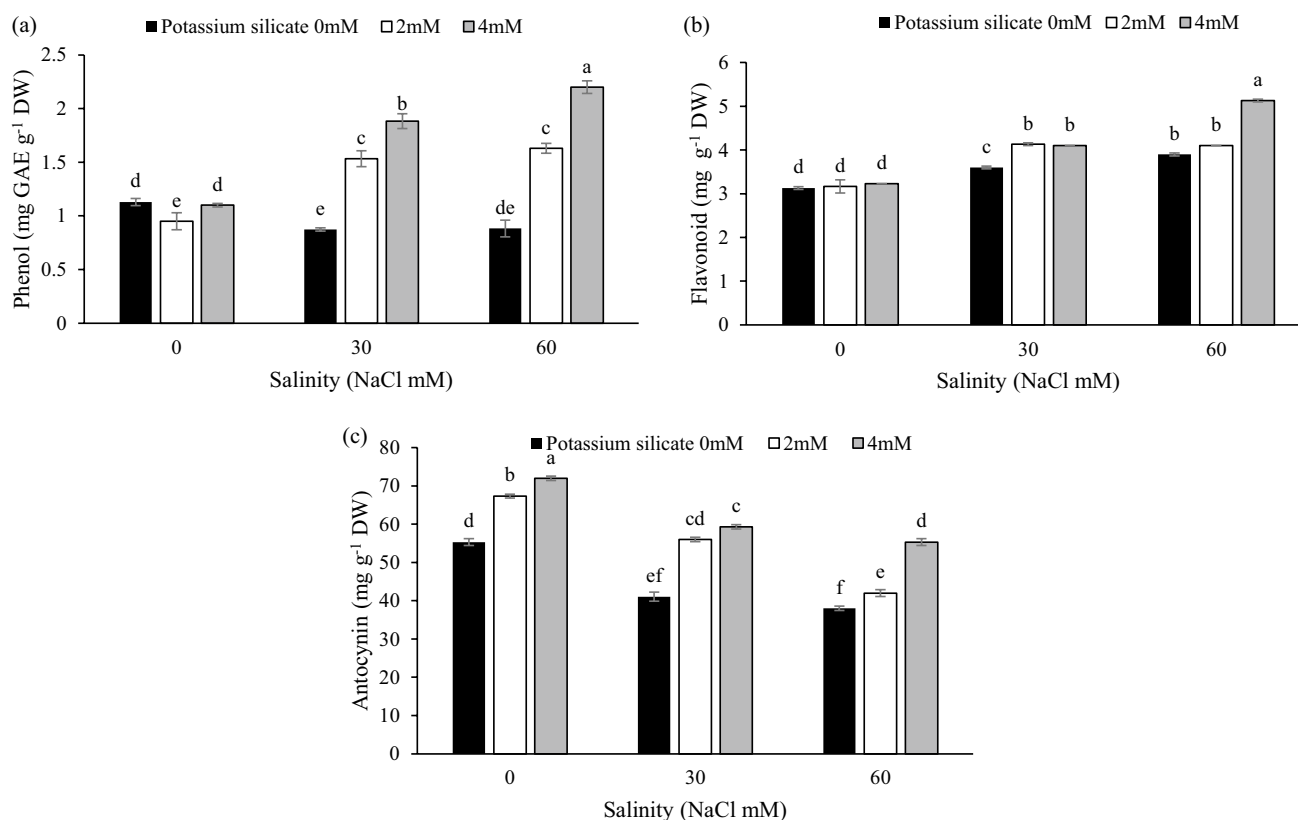 (a)
■ Potassium silicate 0mM □ 2mM ■ 4mM
Phenol (mg GAE g⁻¹ DW)
2.5
2
1.5
1
0.5
0
d e d
e c b
de c a
0 30 60
Salinity (NaCl mM)
(b)
■ Potassium silicate 0mM □ 2mM ■ 4mM
Flavonoid (mg g⁻¹ DW)
6
5
4
3
2
1
0
d d d
c b b
b b a
0 30 60
Salinity (NaCl mM)
(c)
■ Potassium silicate 0mM □ 2mM ■ 4mM
Antocynin (mg g⁻¹ DW)
80
70
60
50
40
30
20
10
0
d b a
ef cd c
f e d
0 30 60
Salinity (NaCl mM)